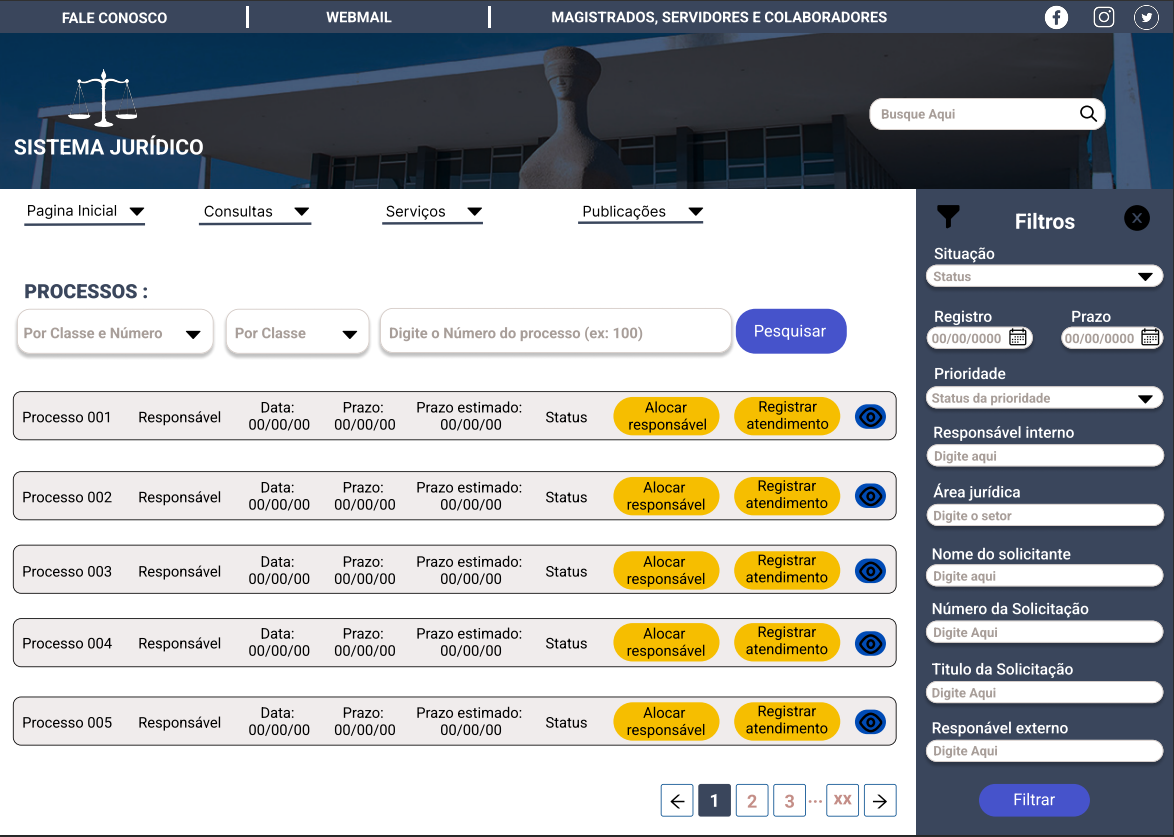 FALE CONOSCO
WEBMAIL
MAGISTRADOS, SERVIDORES E COLABORADORES
SISTEMA JURÍDICO
Busque Aqui
Pagina Inicial
Consultas
Serviços
Publicações
PROCESSOS :
Por Classe e Número
Por Classe
Digite o Número do processo (ex: 100)
Pesquisar
Processo 001
Responsável
Data:
00/00/00
Prazo:
00/00/00
Prazo estimado:
00/00/00
Status
Alocar
responsável
Registrar
atendimento
Processo 002
Responsável
Data:
00/00/00
Prazo:
00/00/00
Prazo estimado:
00/00/00
Status
Alocar
responsável
Registrar
atendimento
Processo 003
Responsável
Data:
00/00/00
Prazo:
00/00/00
Prazo estimado:
00/00/00
Status
Alocar
responsável
Registrar
atendimento
Processo 004
Responsável
Data:
00/00/00
Prazo:
00/00/00
Prazo estimado:
00/00/00
Status
Alocar
responsável
Registrar
atendimento
Processo 005
Responsável
Data:
00/00/00
Prazo:
00/00/00
Prazo estimado:
00/00/00
Status
Alocar
responsável
Registrar
atendimento
1
2
3
...
XX
Filtros
X
Situação
Status
Registro
00/00/0000
Prazo
00/00/0000
Prioridade
Status da prioridade
Responsável interno
Digite aqui
Área jurídica
Digite o setor
Nome do solicitante
Digite aqui
Número da Solicitação
Digite Aqui
Titulo da Solicitação
Digite Aqui
Responável externo
Digite Aqui
Filtrar